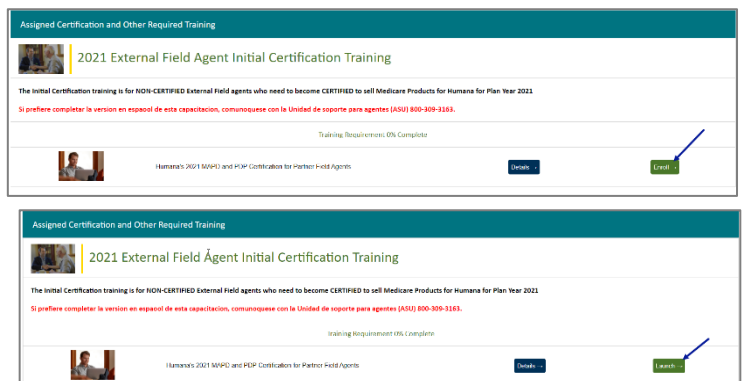 Assigned Certification and Other Required Training
2021 External Field Agent Initial Certification Training
The Initial Certification training is for NON-CERTIFIED External Field agents who need to become CERTIFIED to sell Medicare Products for Humana for Plan Year 2021
Si prefiere completar la version en espaool de esta capacitacion, comunoquese con la Unidad de soporte para agentes (ASU) 800-309-3163.
Training Requirement 0% Complete
Humana's 2021 MAPD and PDP Certification for Partner Field Agents Details → Enroll →
Assigned Certification and Other Required Training
2021 External Field Agent Initial Certification Training
The Initial Certification training is for NON-CERTIFIED External Field agents who need to become CERTIFIED to sell Medicare Products for Humana for Plan Year 2021
Si prefiere completar la version en espaool de esta capacitacion, comunoquese con la Unidad de soporte para agentes (ASU) 800-309-3163.
Training Requirement 0% Complete
Humana's 2021 MAPD and PDP Certification for Partner Field Agents Details → Launch →